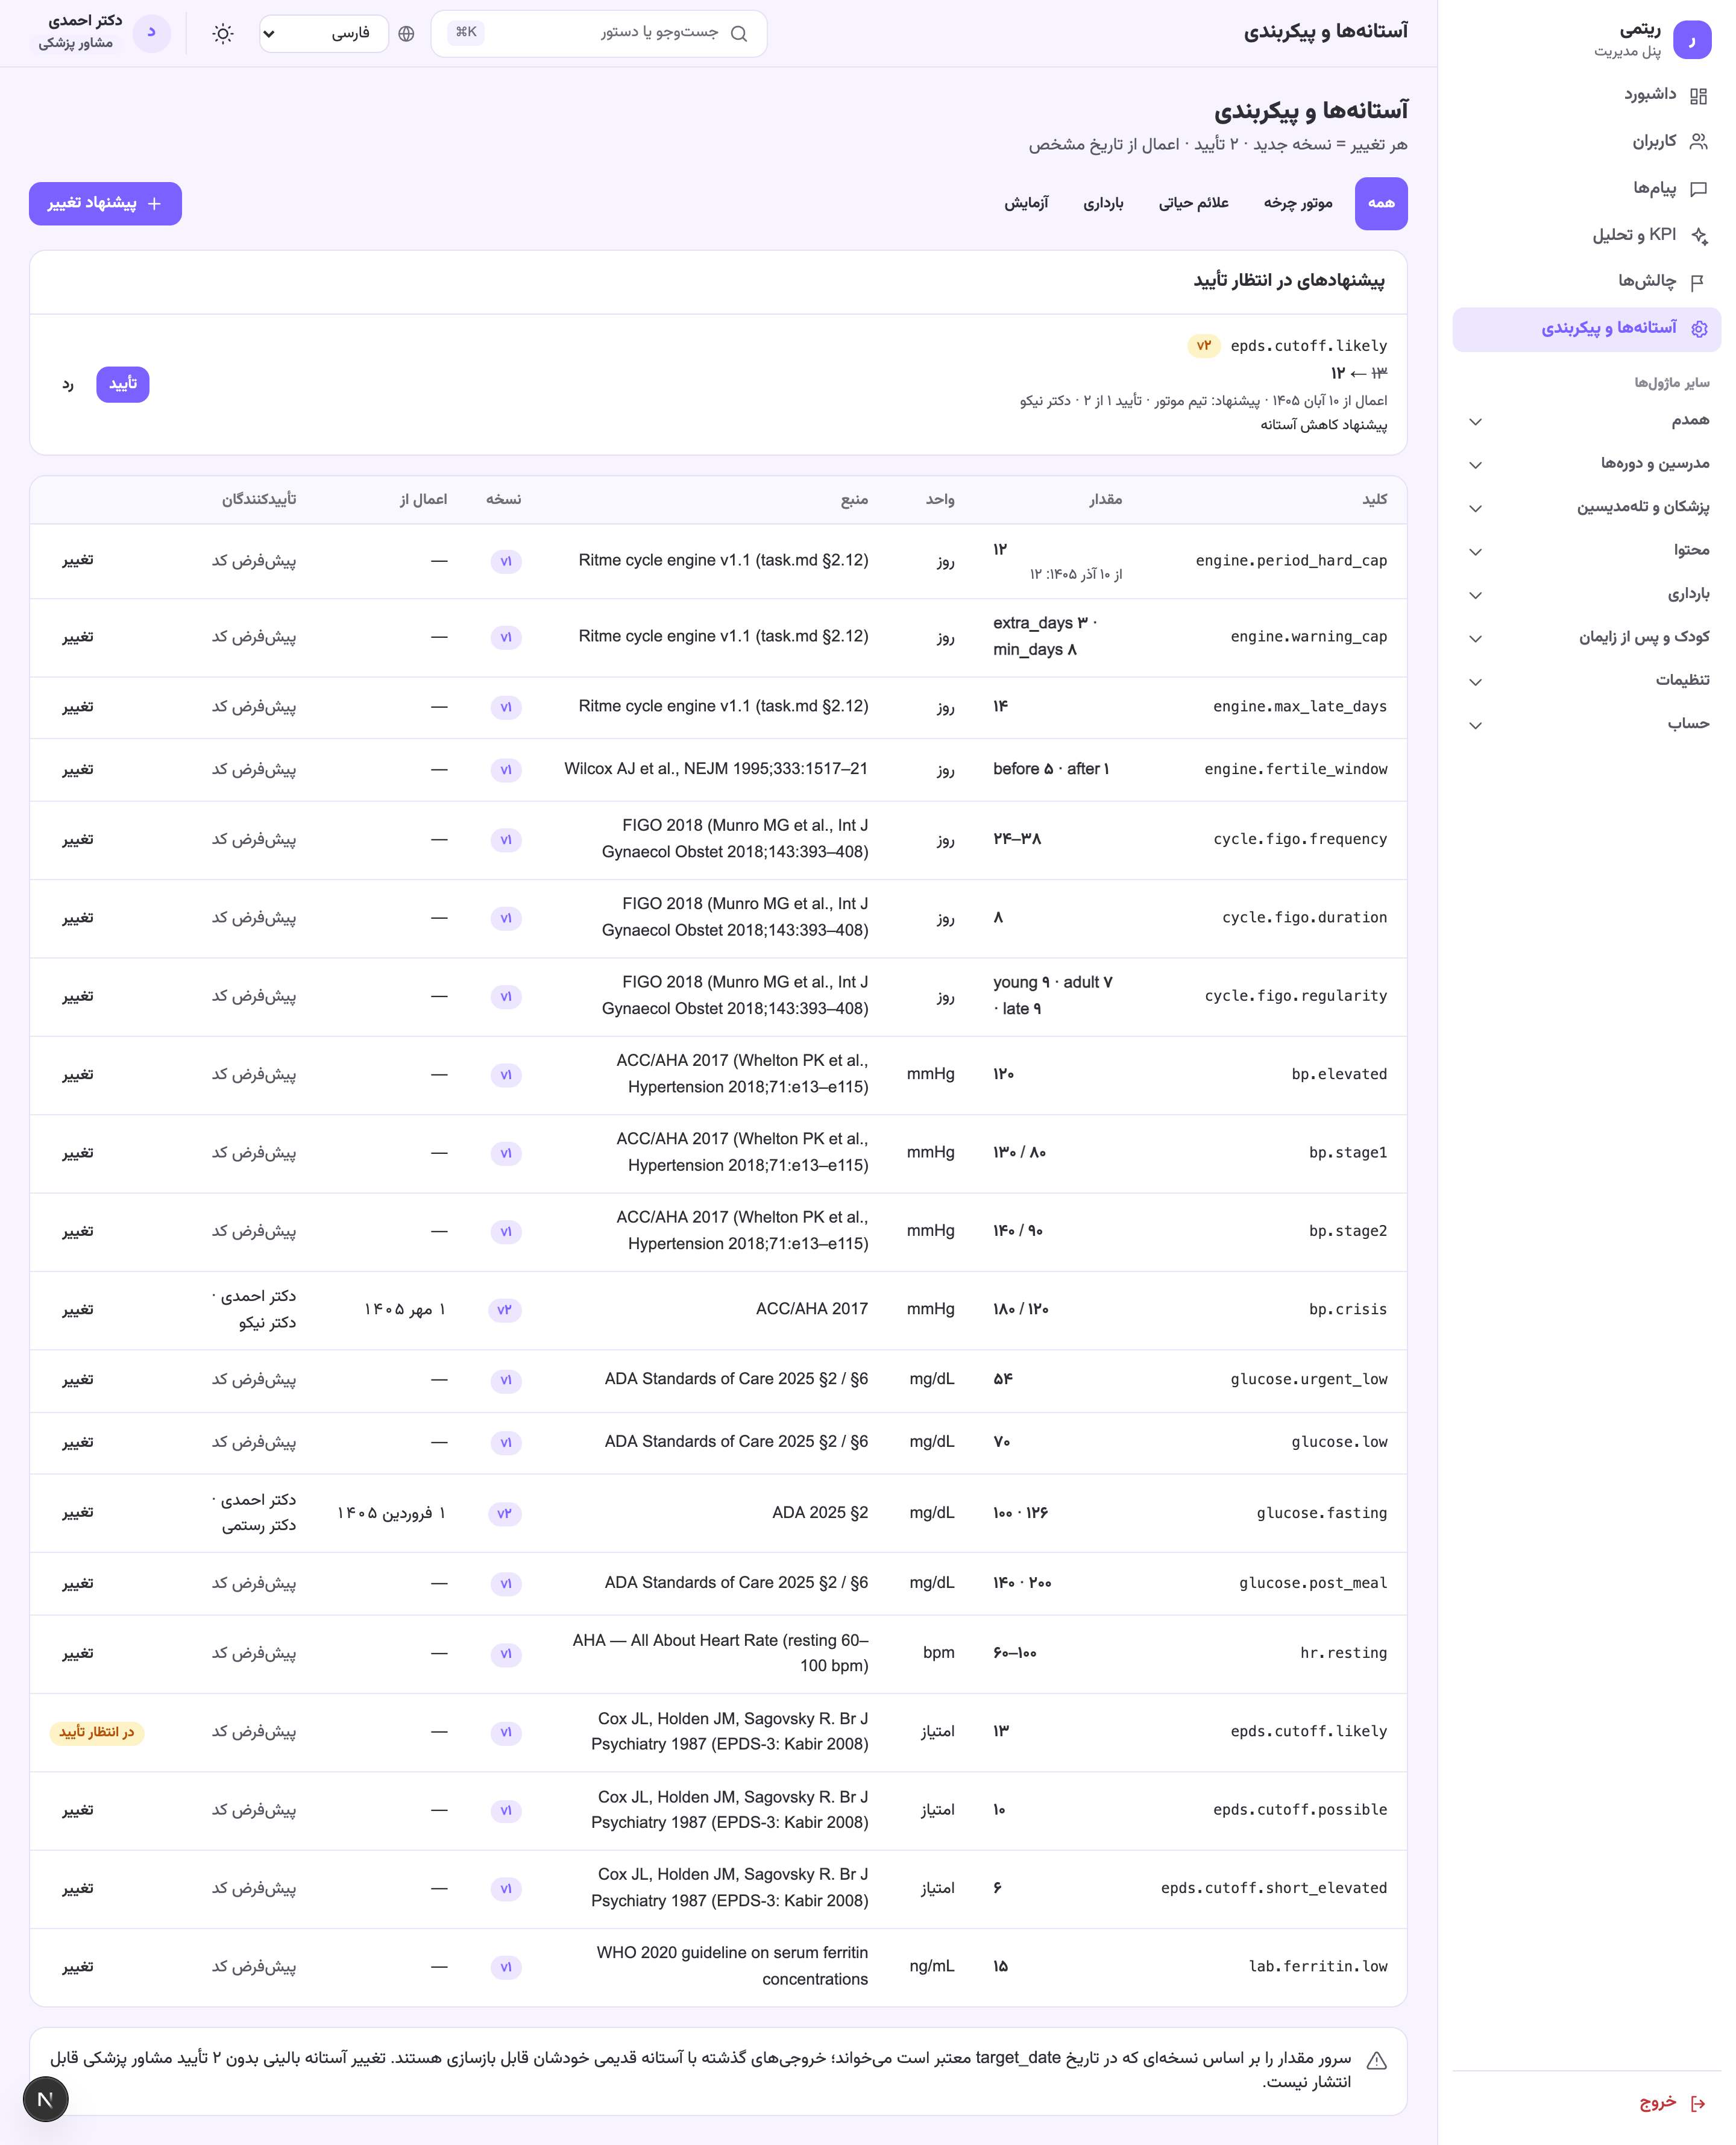 ر
ریتمی
پنل مدیریت
داشبورد
کاربران
پیام‌ها
KPI و تحلیل
چالش‌ها
آستانه‌ها و پیکربندی
سایر ماژول‌ها
همدم
مدرسین و دوره‌ها
پزشکان و تله‌مدیسین
محتوا
بارداری
کودک و پس از زایمان
تنظیمات
حساب
خروج
آستانه‌ها و پیکربندی
جست‌وجو یا دستور ⌘K
فارسی
د
دکتر احمدی
مشاور پزشکی
آستانه‌ها و پیکربندی
هر تغییر = نسخه جدید · ۲ تأیید · اعمال از تاریخ مشخص
همه موتور چرخه علائم حیاتی بارداری آزمایش
+ پیشنهاد تغییر
پیشنهادهای در انتظار تأیید
epds.cutoff.likely v۲
۱۳ ← ۱۲
اعمال از ۱۰ آبان ۱۴۰۵ · پیشنهاد: تیم موتور · تأیید ۱ از ۲ · دکتر نیکو
پیشنهاد کاهش آستانه
تأیید رد
کلید مقدار واحد منبع نسخه اعمال از تأییدکنندگان
engine.period_hard_cap ۱۲ روز Ritme cycle engine v1.1 (task.md §2.12) v۱ — پیش‌فرض کد تغییر
از ۱۰ آذر ۱۴۰۵: ۱۲
engine.warning_cap extra_days ۳ · روز Ritme cycle engine v1.1 (task.md §2.12) v۱ — پیش‌فرض کد تغییر
min_days ۸
engine.max_late_days ۱۴ روز Ritme cycle engine v1.1 (task.md §2.12) v۱ — پیش‌فرض کد تغییر
engine.fertile_window before ۵ · after ۱ روز Wilcox AJ et al., NEJM 1995;333:1517–21 v۱ — پیش‌فرض کد تغییر
cycle.figo.frequency ۲۴–۳۸ روز FIGO 2018 (Munro MG et al., Int J v۱ — پیش‌فرض کد تغییر
Gynaecol Obstet 2018;143:393–408)
cycle.figo.duration ۸ روز FIGO 2018 (Munro MG et al., Int J v۱ — پیش‌فرض کد تغییر
Gynaecol Obstet 2018;143:393–408)
cycle.figo.regularity young ۹ · adult ۷ روز FIGO 2018 (Munro MG et al., Int J v۱ — پیش‌فرض کد تغییر
· late ۹ Gynaecol Obstet 2018;143:393–408)
bp.elevated ۱۲۰ mmHg ACC/AHA 2017 (Whelton PK et al., v۱ — پیش‌فرض کد تغییر
Hypertension 2018;71:e13–e115)
bp.stage1 ۱۳۰ / ۸۰ mmHg ACC/AHA 2017 (Whelton PK et al., v۱ — پیش‌فرض کد تغییر
Hypertension 2018;71:e13–e115)
bp.stage2 ۱۴۰ / ۹۰ mmHg ACC/AHA 2017 (Whelton PK et al., v۱ — پیش‌فرض کد تغییر
Hypertension 2018;71:e13–e115)
bp.crisis ۱۸۰ / ۱۲۰ mmHg ACC/AHA 2017 v۲ ۱ مهر ۱۴۰۵ دکتر احمدی · تغییر
دکتر نیکو
glucose.urgent_low ۵۴ mg/dL ADA Standards of Care 2025 §2 / §6 v۱ — پیش‌فرض کد تغییر
glucose.low ۷۰ mg/dL ADA Standards of Care 2025 §2 / §6 v۱ — پیش‌فرض کد تغییر
glucose.fasting ۱۰۰ · ۱۲۶ mg/dL ADA 2025 §2 v۲ ۱ فروردین ۱۴۰۵ دکتر احمدی · تغییر
دکتر رستمی
glucose.post_meal ۱۴۰ · ۲۰۰ mg/dL ADA Standards of Care 2025 §2 / §6 v۱ — پیش‌فرض کد تغییر
hr.resting ۶۰–۱۰۰ bpm AHA — All About Heart Rate (resting 60– v۱ — پیش‌فرض کد تغییر
100 bpm)
epds.cutoff.likely ۱۳ امتیاز Cox JL, Holden JM, Sagovsky R. Br J v۱ — پیش‌فرض کد در انتظار تأیید
Psychiatry 1987 (EPDS-3: Kabir 2008)
epds.cutoff.possible ۱۰ امتیاز Cox JL, Holden JM, Sagovsky R. Br J v۱ — پیش‌فرض کد تغییر
Psychiatry 1987 (EPDS-3: Kabir 2008)
epds.cutoff.short_elevated ۶ امتیاز Cox JL, Holden JM, Sagovsky R. Br J v۱ — پیش‌فرض کد تغییر
Psychiatry 1987 (EPDS-3: Kabir 2008)
lab.ferritin.low ۱۵ ng/mL WHO 2020 guideline on serum ferritin v۱ — پیش‌فرض کد تغییر
concentrations
سرور مقدار را بر اساس نسخه‌ای که در تاریخ target_date معتبر است می‌خواند؛ خروجی‌های گذشته با آستانه قدیمی خودشان قابل بازسازی هستند. تغییر آستانه بالینی بدون ۲ تأیید مشاور پزشکی قابل
انتشار نیست.
N